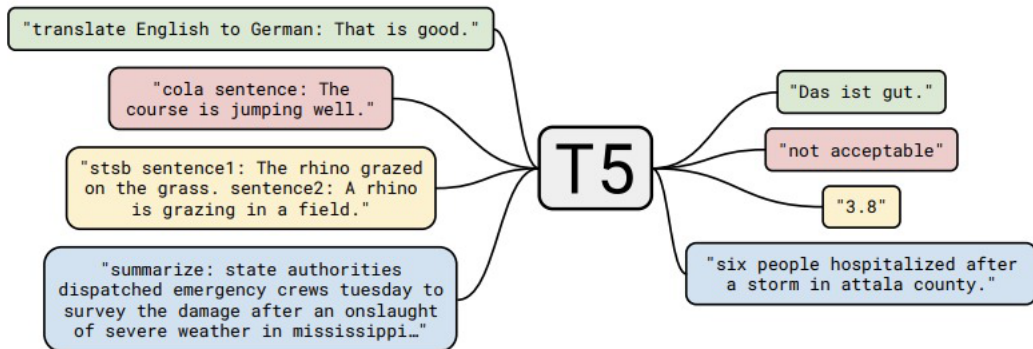 "translate English to German: That is good."
"cola sentence: The
course is jumping well."
"stsb sentence1: The rhino grazed
on the grass. sentence2: A rhino
is grazing in a field."
"summarize: state authorities
dispatched emergency crews tuesday to
survey the damage after an onslaught
of severe weather in mississippi…"
T5
"Das ist gut."
"not acceptable"
"3.8"
"six people hospitalized after
a storm in attala county."